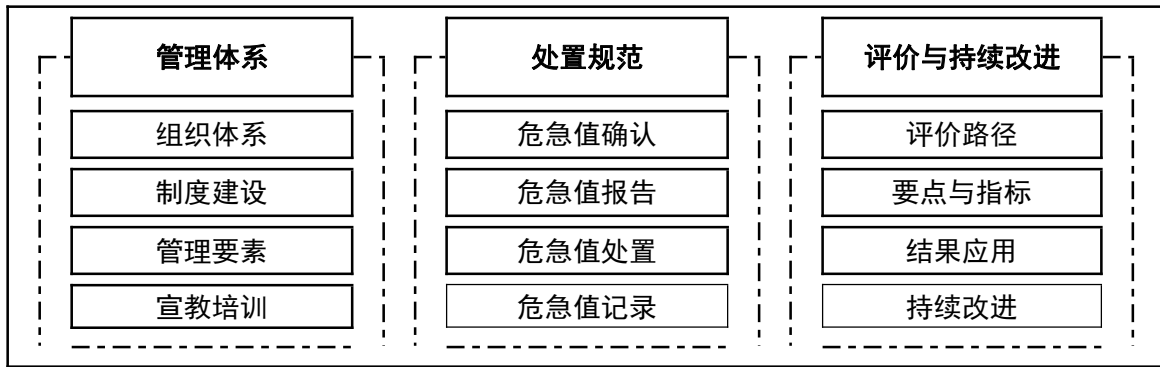 管理体系
组织体系
制度建设
管理要素
宣教培训
处置规范
危急值确认
危急值报告
危急值处置
危急值记录
评价与持续改进
评价路径
要点与指标
结果应用
持续改进